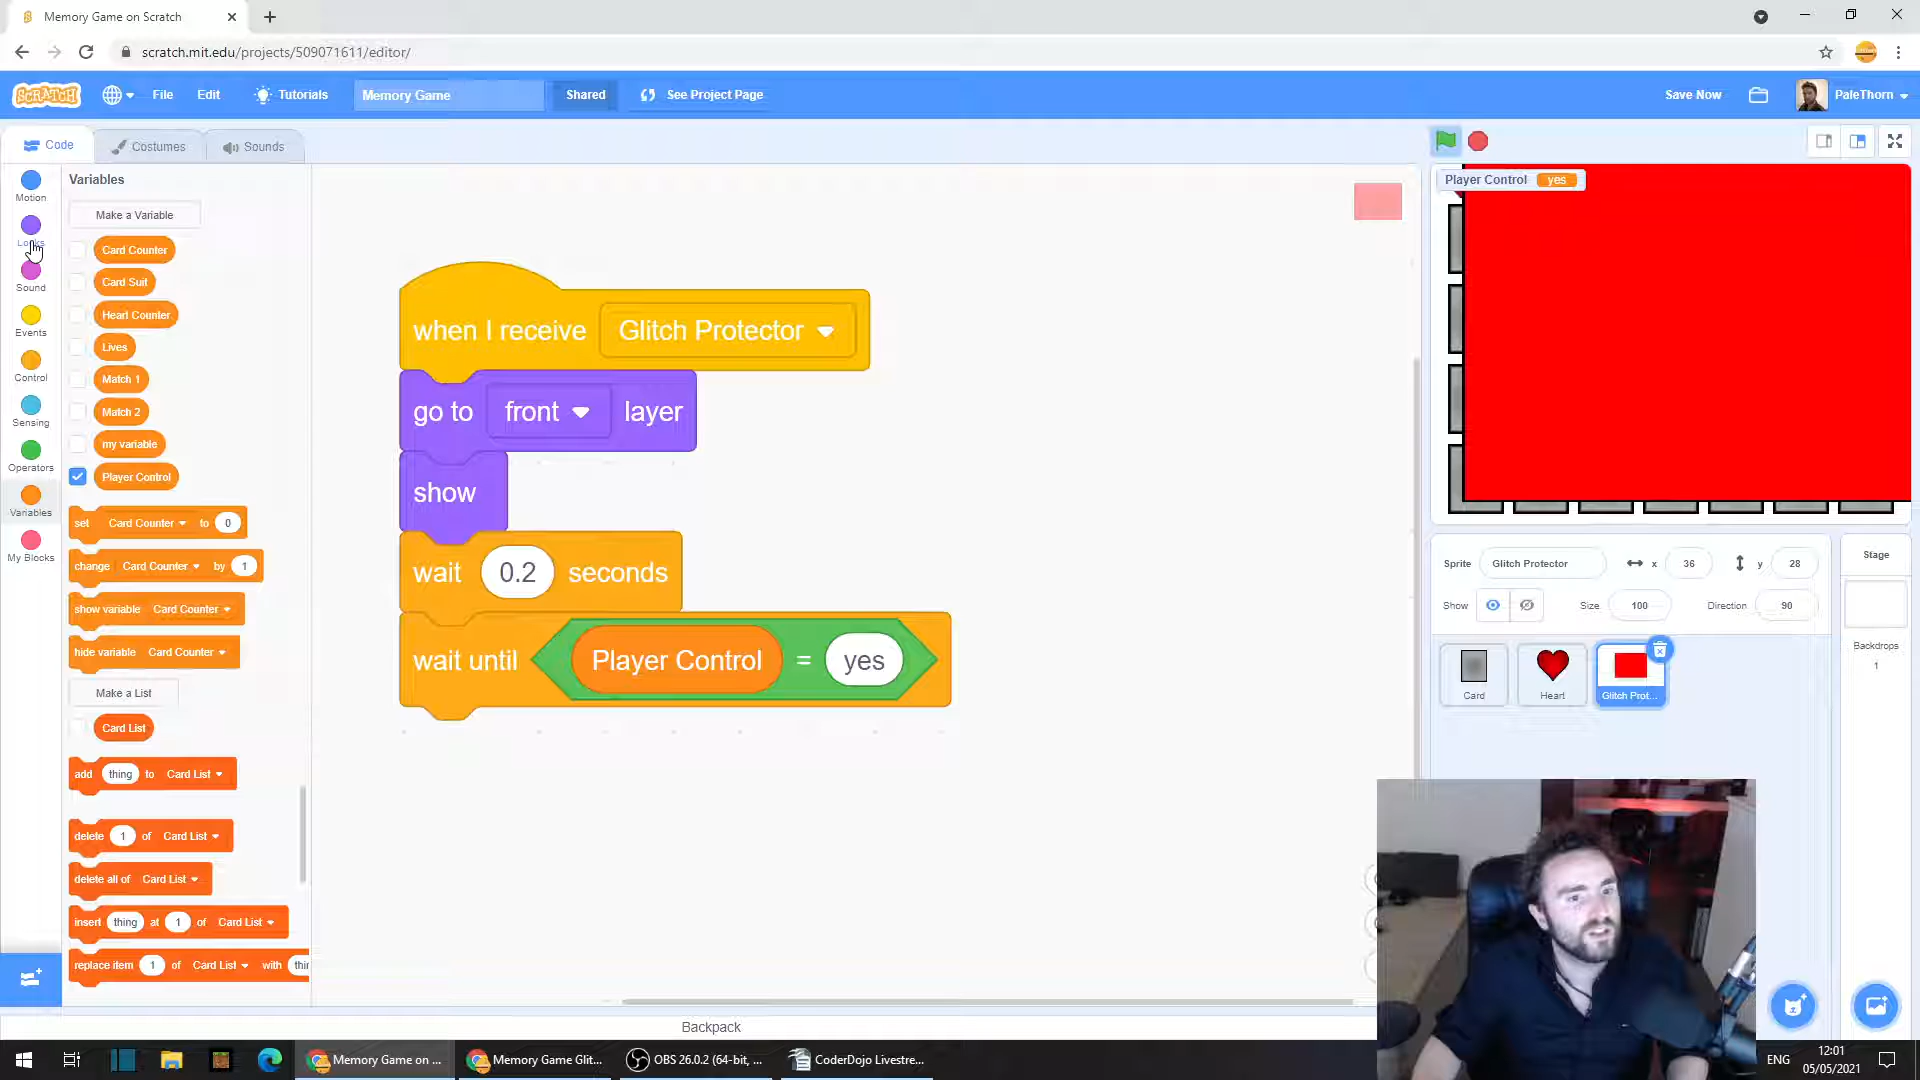 Memory Game on Scratch
scratch.mit.edu/projects/509071611/editor/
SCRATCH File Edit Tutorials Memory Game Shared See Project Page Save Now PaleThorn
Code Costumes Sounds
Motion
Looks
Sound
Events
Control
Sensing
Operators
Variables
My Blocks
Variables
Make a Variable
Card Counter
Card Suit
Heart Counter
Lives
Match 1
Match 2
my variable
Player Control
set Card Counter to 0
change Card Counter by 1
show variable Card Counter
hide variable Card Counter
Make a List
Card List
add thing to Card List
delete 1 of Card List
delete all of Card List
insert thing at 1 of Card List
replace item 1 of Card List with
when I receive Glitch Protector
go to front layer
show
wait 0.2 seconds
wait until Player Control = yes
Player Control yes
Sprite Glitch Protector x 36 y 28
Show Size 100 Direction 90
Card
Heart
Glitch Prot...
Stage
Backdrops
1
Backpack
Memory Game on ...
Memory Game Glit...
OBS 26.0.2 (64-bit, ...
CoderDojo Livestre...
ENG
12:01
05/05/2021